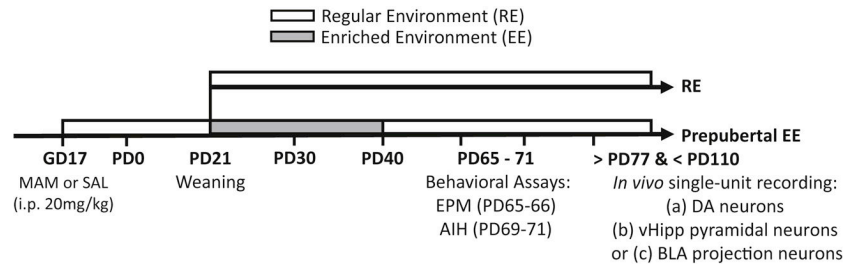 Regular Environment (RE)
Enriched Environment (EE)
RE
Prepubertal EE
GD17 PD0 PD21 PD30 PD40 PD65 - 71 > PD77 & < PD110
MAM or SAL
(i.p. 20mg/kg)
Weaning
Behavioral Assays:
EPM (PD65-66)
AIH (PD69-71)
In vivo single-unit recording:
(a) DA neurons
(b) vHipp pyramidal neurons
or (c) BLA projection neurons